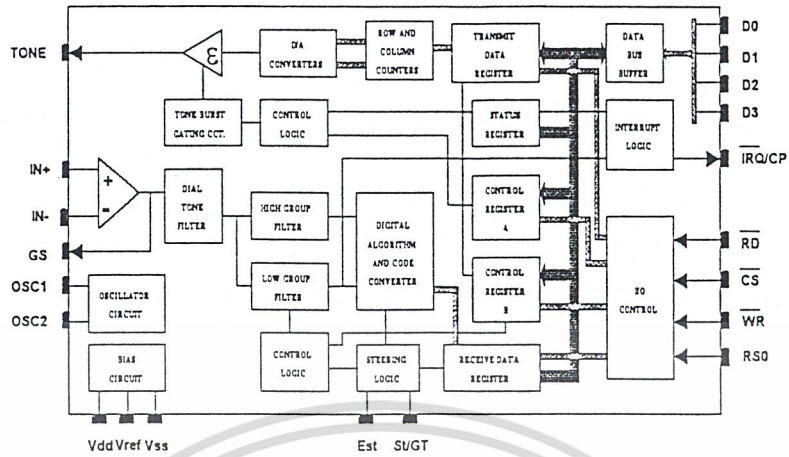 TONE
Σ
D/A
CONVERTERS
ROW AND
COLUMN
COUNTERS
TRANSMIT
DATA
REGISTER
DATA
BUS
BUFFER
D0
D1
D2
D3
TONE BURST
GATING CCT.
CONTROL
LOGIC
STATUS
REGISTER
INTERRUPT
LOGIC
IRQ/CP
IN+
IN-
GS
OSC1
OSC2
+
-
DIAL
TONE
FILTER
HIGH GROUP
FILTER
LOW GROUP
FILTER
DIGITAL
ALGORITHM
AND CODE
CONVERTER
CONTROL
REGISTER
A
CONTROL
REGISTER
B
I/O
CONTROL
RD
CS
WR
RS0
OSCILLATOR
CIRCUIT
BIAS
CIRCUIT
CONTROL
LOGIC
STEERING
LOGIC
RECEIVE DATA
REGISTER
Vdd Vref Vss
Est St/GT